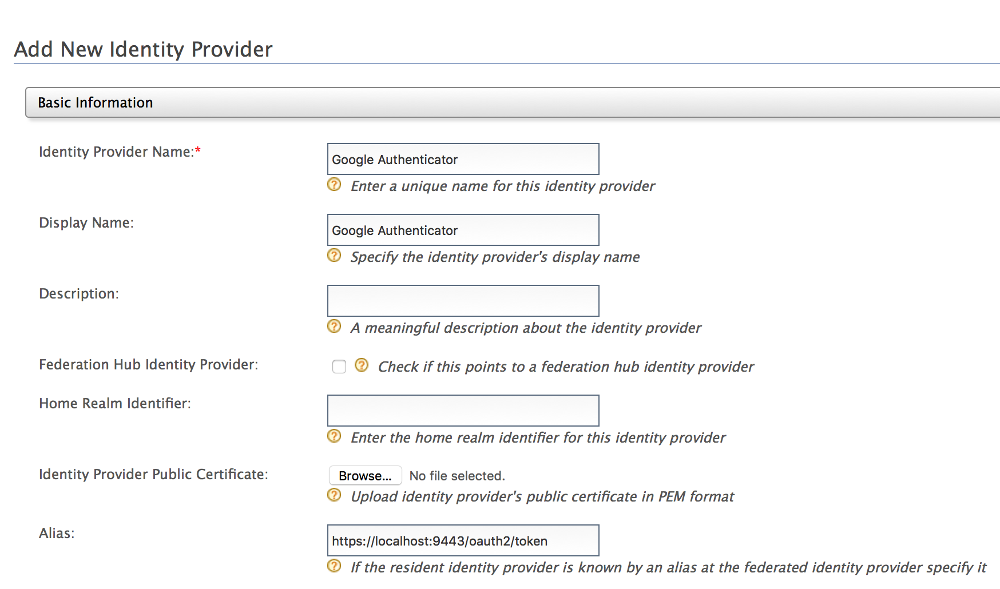 Add New Identity Provider
Basic Information
Identity Provider Name:*
Google Authenticator
? Enter a unique name for this identity provider
Display Name:
Google Authenticator
? Specify the identity provider's display name
Description:
? A meaningful description about the identity provider
Federation Hub Identity Provider:
? Check if this points to a federation hub identity provider
Home Realm Identifier:
? Enter the home realm identifier for this identity provider
Identity Provider Public Certificate:
Browse... No file selected.
? Upload identity provider's public certificate in PEM format
Alias:
https://localhost:9443/oauth2/token
? If the resident identity provider is known by an alias at the federated identity provider specify it